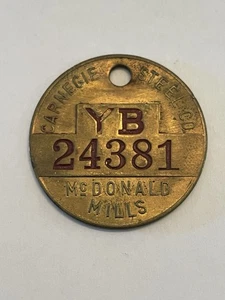 CARNEGIE STEEL CO.
YB
24381
McDONALD
MILLS